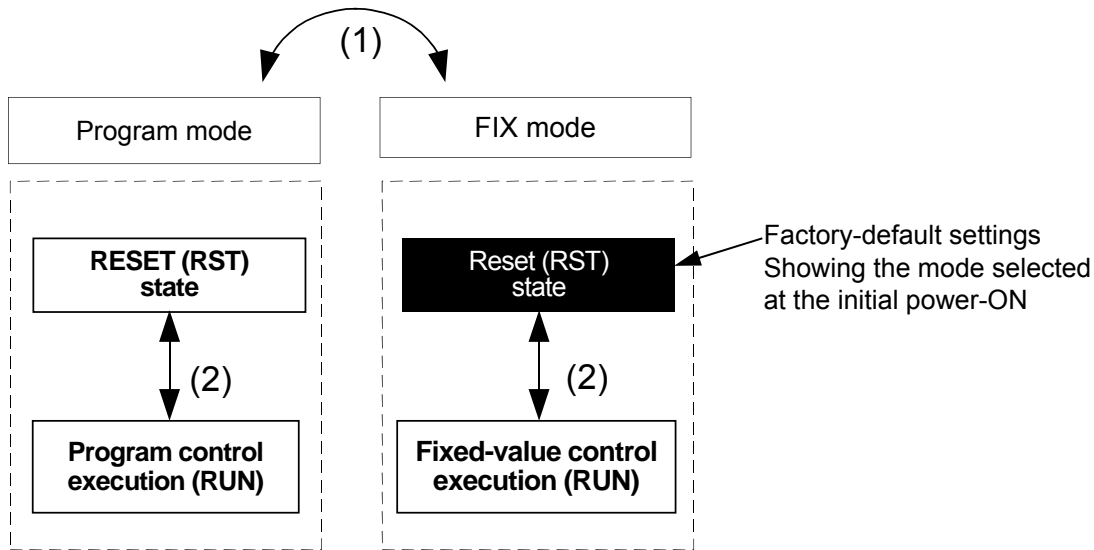 (1)
Program mode
FIX mode
RESET (RST)
state
Reset (RST)
state
Factory-default settings
Showing the mode selected
at the initial power-ON
(2)
(2)
Program control
execution (RUN)
Fixed-value control
execution (RUN)